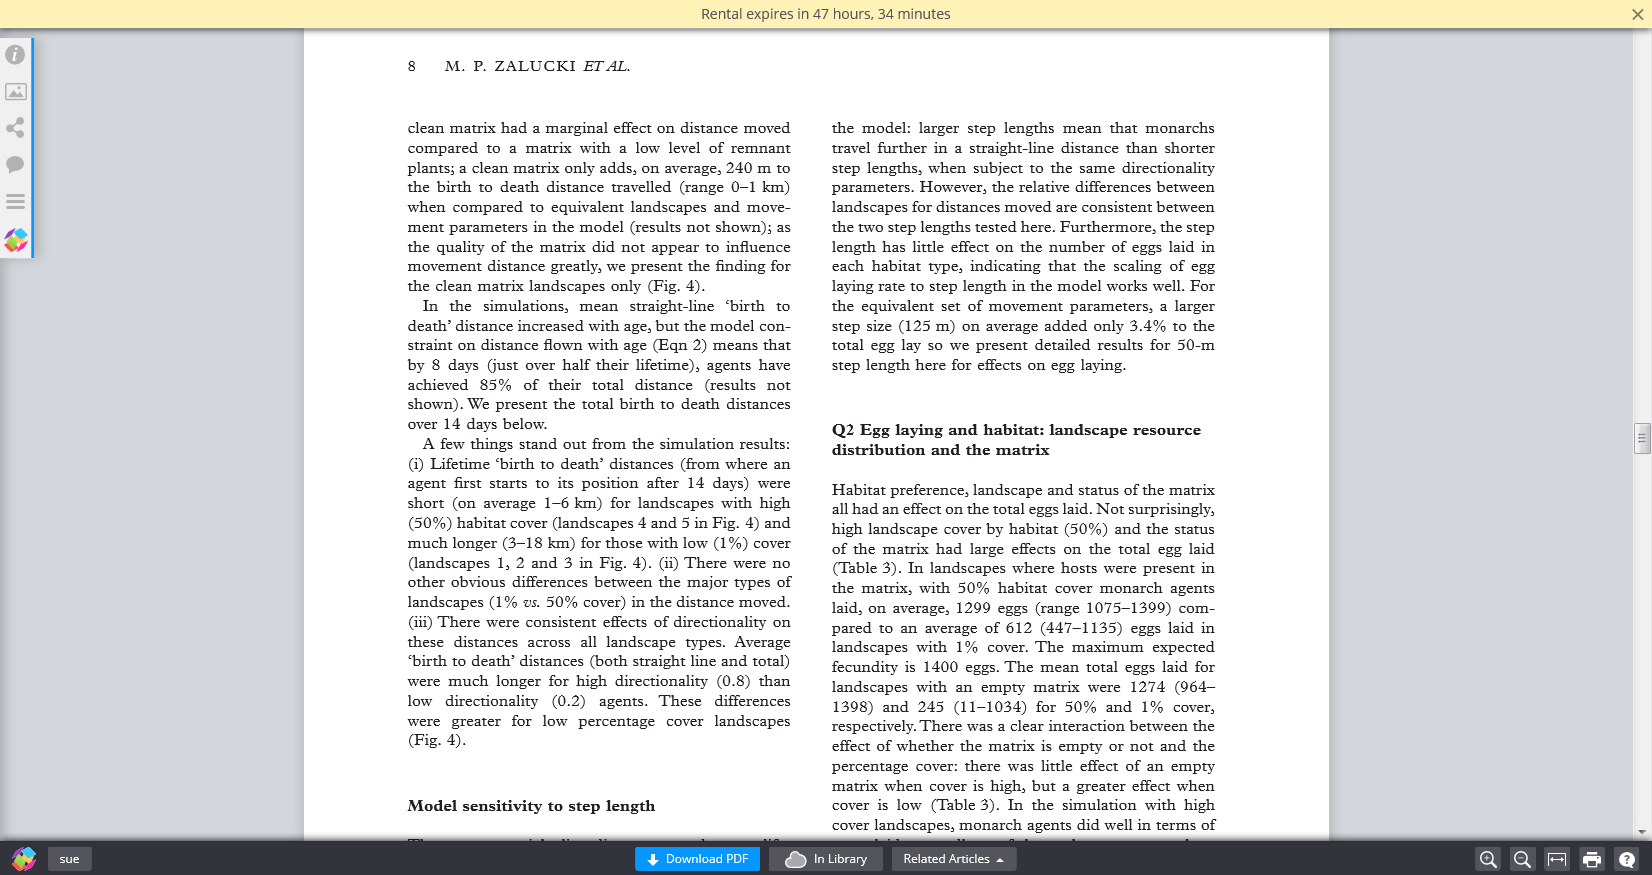 Rental expires in 47 hours, 34 minutes
8 M. P. ZALUCKI ET AL.
clean matrix had a marginal effect on distance moved
compared to a matrix with a low level of remnant
plants; a clean matrix only adds, on average, 240 m to
the birth to death distance travelled (range 0–1 km)
when compared to equivalent landscapes and move-
ment parameters in the model (results not shown); as
the quality of the matrix did not appear to influence
movement distance greatly, we present the finding for
the clean matrix landscapes only (Fig. 4).
In the simulations, mean straight-line ‘birth to
death’ distance increased with age, but the model con-
straint on distance flown with age (Eqn 2) means that
by 8 days (just over half their lifetime), agents have
achieved 85% of their total distance (results not
shown). We present the total birth to death distances
over 14 days below.
A few things stand out from the simulation results:
(i) Lifetime ‘birth to death’ distances (from where an
agent first starts to its position after 14 days) were
short (on average 1–6 km) for landscapes with high
(50%) habitat cover (landscapes 4 and 5 in Fig. 4) and
much longer (3–18 km) for those with low (1%) cover
(landscapes 1, 2 and 3 in Fig. 4). (ii) There were no
other obvious differences between the major types of
landscapes (1% vs. 50% cover) in the distance moved.
(iii) There were consistent effects of directionality on
these distances across all landscape types. Average
‘birth to death’ distances (both straight line and total)
were much longer for high directionality (0.8) than
low directionality (0.2) agents. These differences
were greater for low percentage cover landscapes
(Fig. 4).
Model sensitivity to step length
the model: larger step lengths mean that monarchs
travel further in a straight-line distance than shorter
step lengths, when subject to the same directionality
parameters. However, the relative differences between
landscapes for distances moved are consistent between
the two step lengths tested here. Furthermore, the step
length has little effect on the number of eggs laid in
each habitat type, indicating that the scaling of egg
laying rate to step length in the model works well. For
the equivalent set of movement parameters, a larger
step size (125 m) on average added only 3.4% to the
total egg lay so we present detailed results for 50-m
step length here for effects on egg laying.
Q2 Egg laying and habitat: landscape resource
distribution and the matrix
Habitat preference, landscape and status of the matrix
all had an effect on the total eggs laid. Not surprisingly,
high landscape cover by habitat (50%) and the status
of the matrix had large effects on the total egg laid
(Table 3). In landscapes where hosts were present in
the matrix, with 50% habitat cover monarch agents
laid, on average, 1299 eggs (range 1075–1399) com-
pared to an average of 612 (447–1135) eggs laid in
landscapes with 1% cover. The maximum expected
fecundity is 1400 eggs. The mean total eggs laid for
landscapes with an empty matrix were 1274 (964–
1398) and 245 (11–1034) for 50% and 1% cover,
respectively. There was a clear interaction between the
effect of whether the matrix is empty or not and the
percentage cover: there was little effect of an empty
matrix when cover is high, but a greater effect when
cover is low (Table 3). In the simulation with high
cover landscapes, monarch agents did well in terms of
sue
Download PDF
In Library
Related Articles